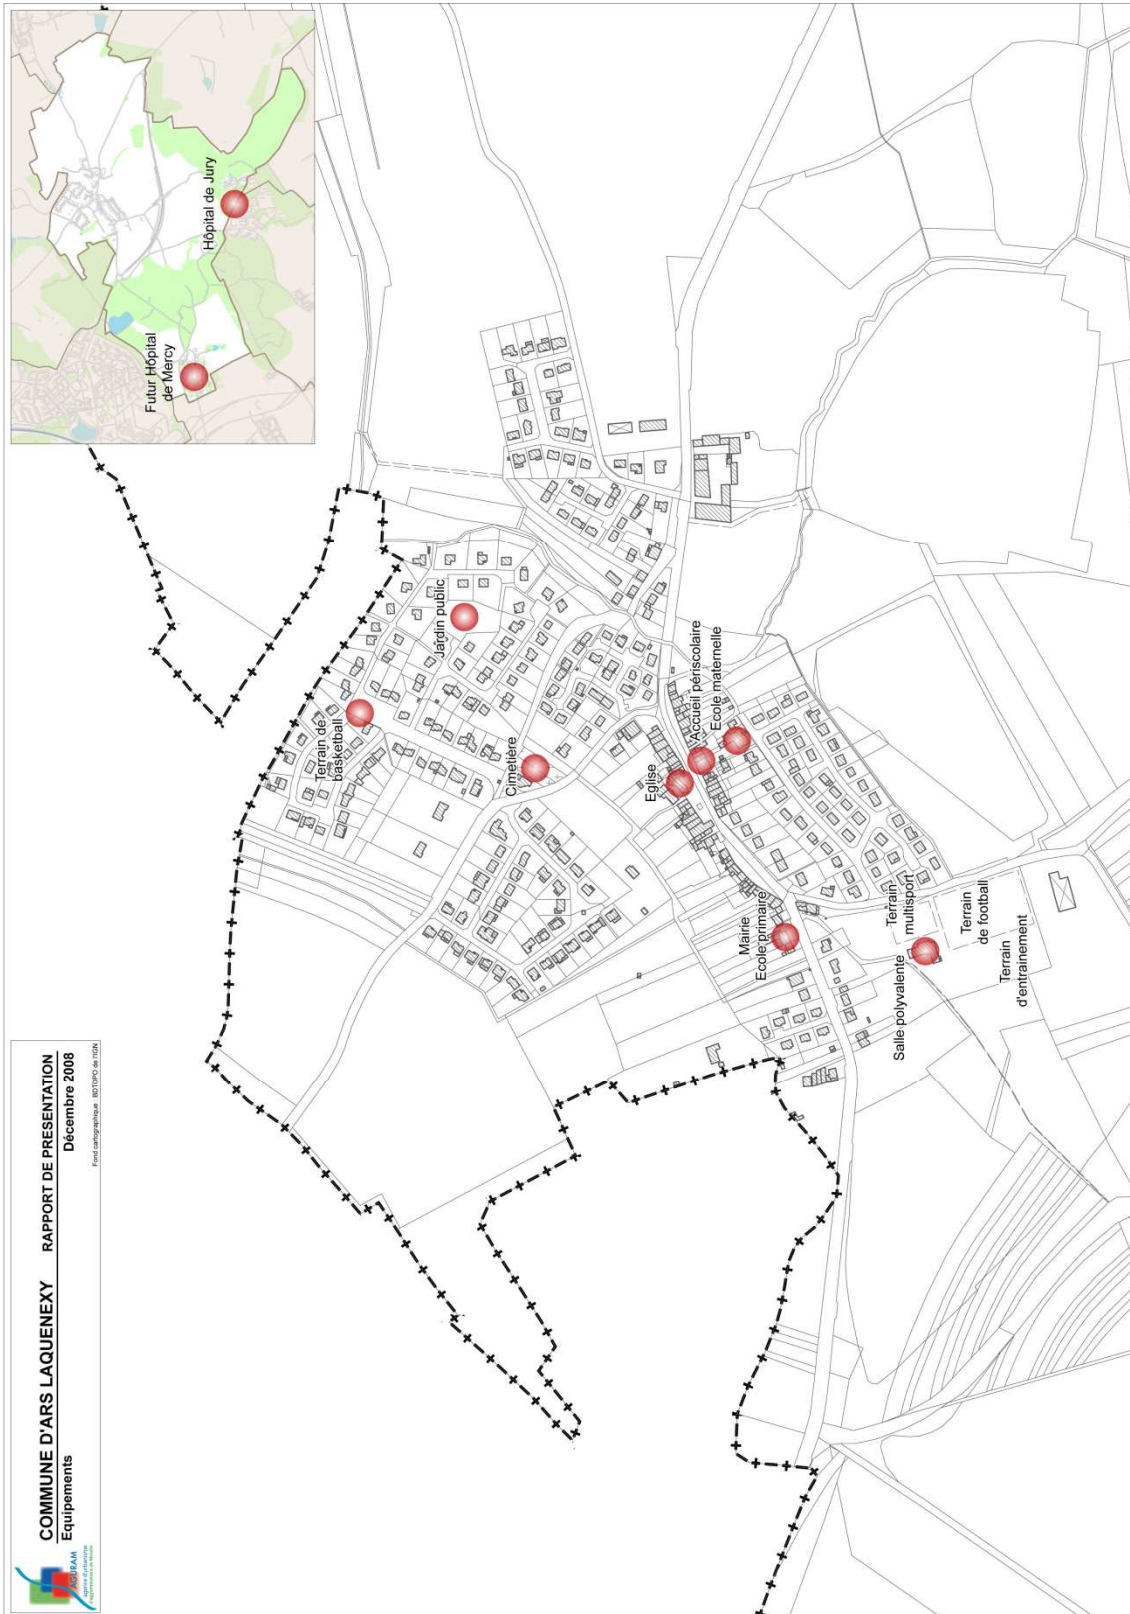 COMMUNE D'ARS LAQUENEXY RAPPORT DE PRESENTATION
Equipements Décembre 2008
Fond cartographique : BDTOPO de l'IGN
AGURAM
agence d'urbanisme
Futur Hôpital
de Mercy
Hôpital de Jury
Terrain de
basketball
Jardin public
Cimetière
Eglise
Accueil périscolaire
Ecole maternelle
Mairie
Ecole primaire
Salle polyvalente
Terrain
multisport
Terrain
de football
Terrain
d'entrainement